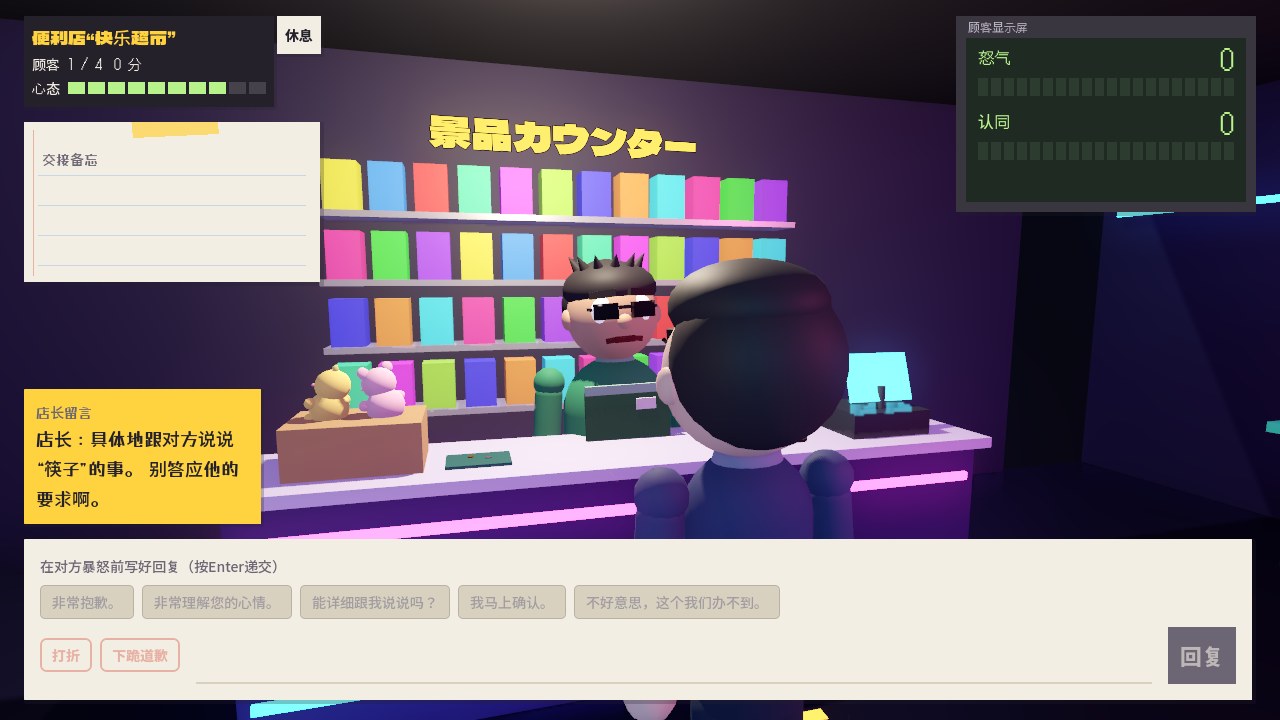 便利店“快乐超市”
休息
顾客 1/4 0分
心态
交接备忘
景品カウンター
顾客显示屏
怒气 0
认同 0
店长留言
店长：具体地跟对方说说
“筷子”的事。 别答应他的
要求啊。
在对方暴怒前写好回复（按Enter递交）
非常抱歉。 非常理解您的心情。 能详细跟我说说吗？ 我马上确认。 不好意思，这个我们办不到。
打折 下跪道歉
回复